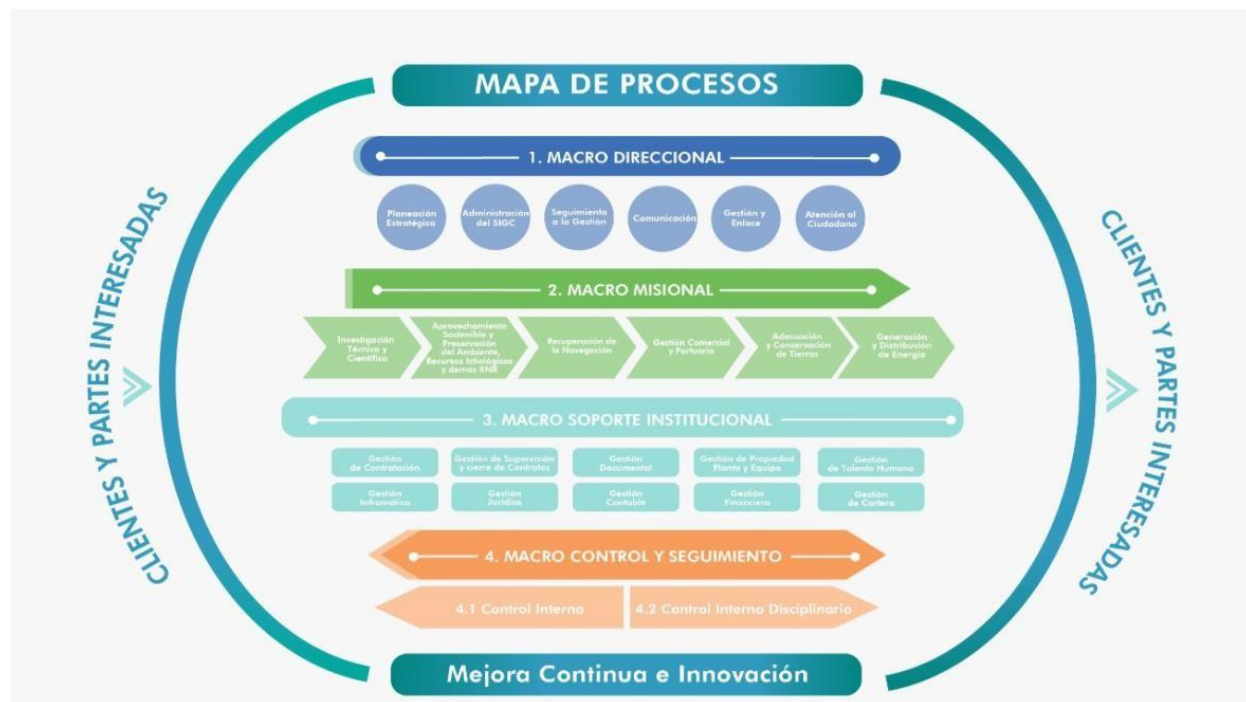 MAPA DE PROCESOS
CLIENTES Y PARTES INTERESADAS
1. MACRO DIRECCIONAL
Planeación
Estratégica
Administración
del SIGC
Seguimiento
a la Gestión
Comunicación
Gestión y
Enlace
Atención al
Ciudadano
2. MACRO MISIONAL
Investigación
Técnica y
Científica
Aprovechamiento
Sostenible y
Preservación
del Ambiente,
Recursos Ictiológicos
y demás RNR
Recuperación de
la Navegación
Gestión Comercial
y Portuaria
Adecuación
y Conservación
de Tierras
Generación
y Distribución
de Energía
3. MACRO SOPORTE INSTITUCIONAL
Gestión
de Contratación
Gestión de Supervisión
y cierre de Contratos
Gestión
Documental
Gestión de Propiedad
Planta y Equipo
Gestión
de Talento Humano
Gestión
Infromática
Gestión
Jurídica
Gestión
Contable
Gestión
Financiera
Gestión
de Cartera
4. MACRO CONTROL Y SEGUIMIENTO
4.1 Control Interno
4.2 Control Interno Disciplinario
CLIENTES Y PARTES INTERESADAS
Mejora Continua e Innovación